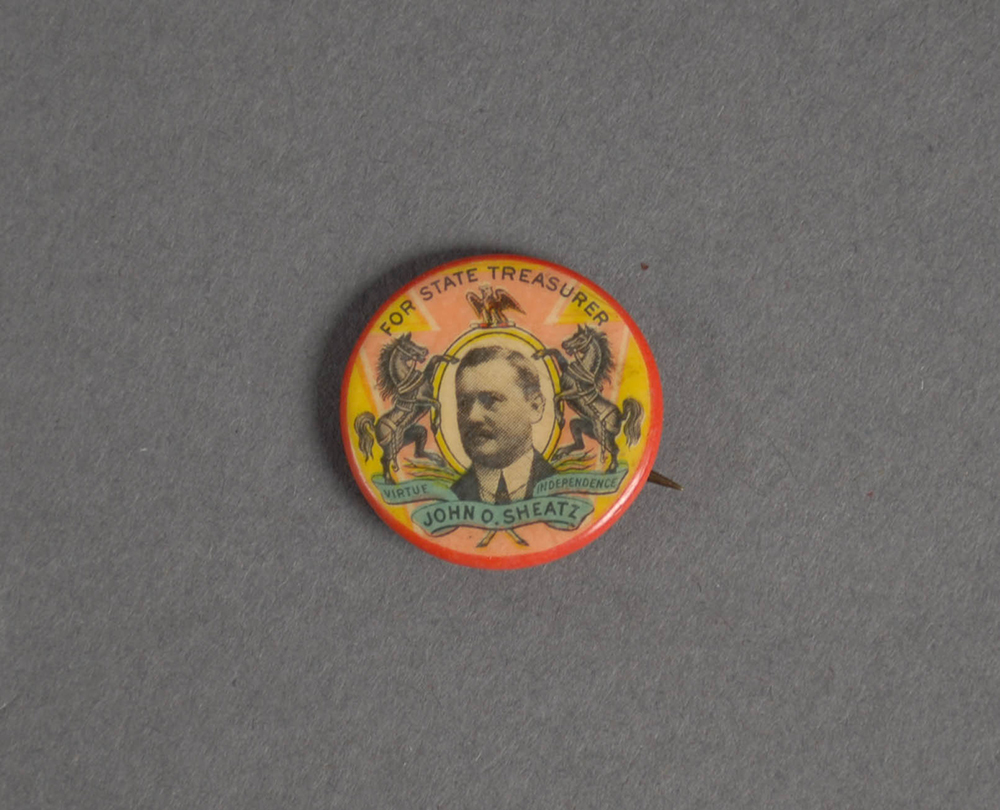 FOR STATE TREASURER
VIRTUE
INDEPENDENCE
JOHN O. SHEATZ